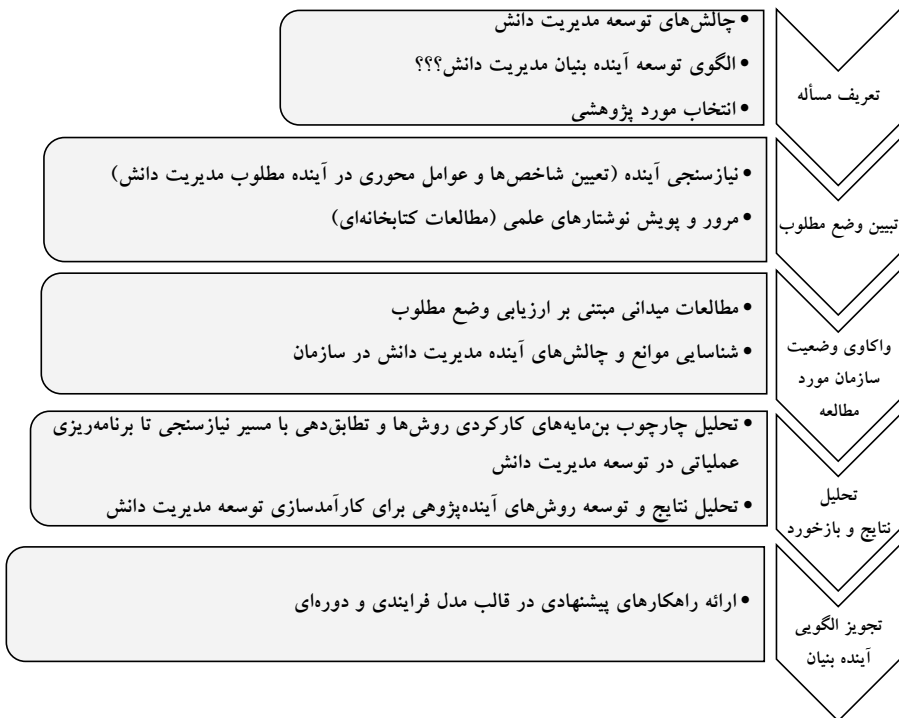 تعریف مسأله
• چالش‌های توسعه مدیریت دانش
• الگوی توسعه آینده بنیان مدیریت دانش؟؟؟
• انتخاب مورد پژوهشی
تبیین وضع مطلوب
• نیازسنجی آینده (تعیین شاخص‌ها و عوامل محوری در آینده مطلوب مدیریت دانش)
• مرور و پویش نوشتارهای علمی (مطالعات کتابخانه‌ای)
واکاوی وضعیت
سازمان مورد
مطالعه
• مطالعات میدانی مبتنی بر ارزیابی وضع مطلوب
• شناسایی موانع و چالش‌های آینده مدیریت دانش در سازمان
تحلیل
نتایج و بازخورد
• تحلیل چارچوب بن‌مایه‌های کارکردی روش‌ها و تطابق‌دهی با مسیر نیازسنجی تا برنامه‌ریزی
عملیاتی در توسعه مدیریت دانش
• تحلیل نتایج و توسعه روش‌های آینده‌پژوهی برای کارآمدسازی توسعه مدیریت دانش
تجویز الگویی
آینده بنیان
• ارائه راهکارهای پیشنهادی در قالب مدل فرایندی و دوره‌ای